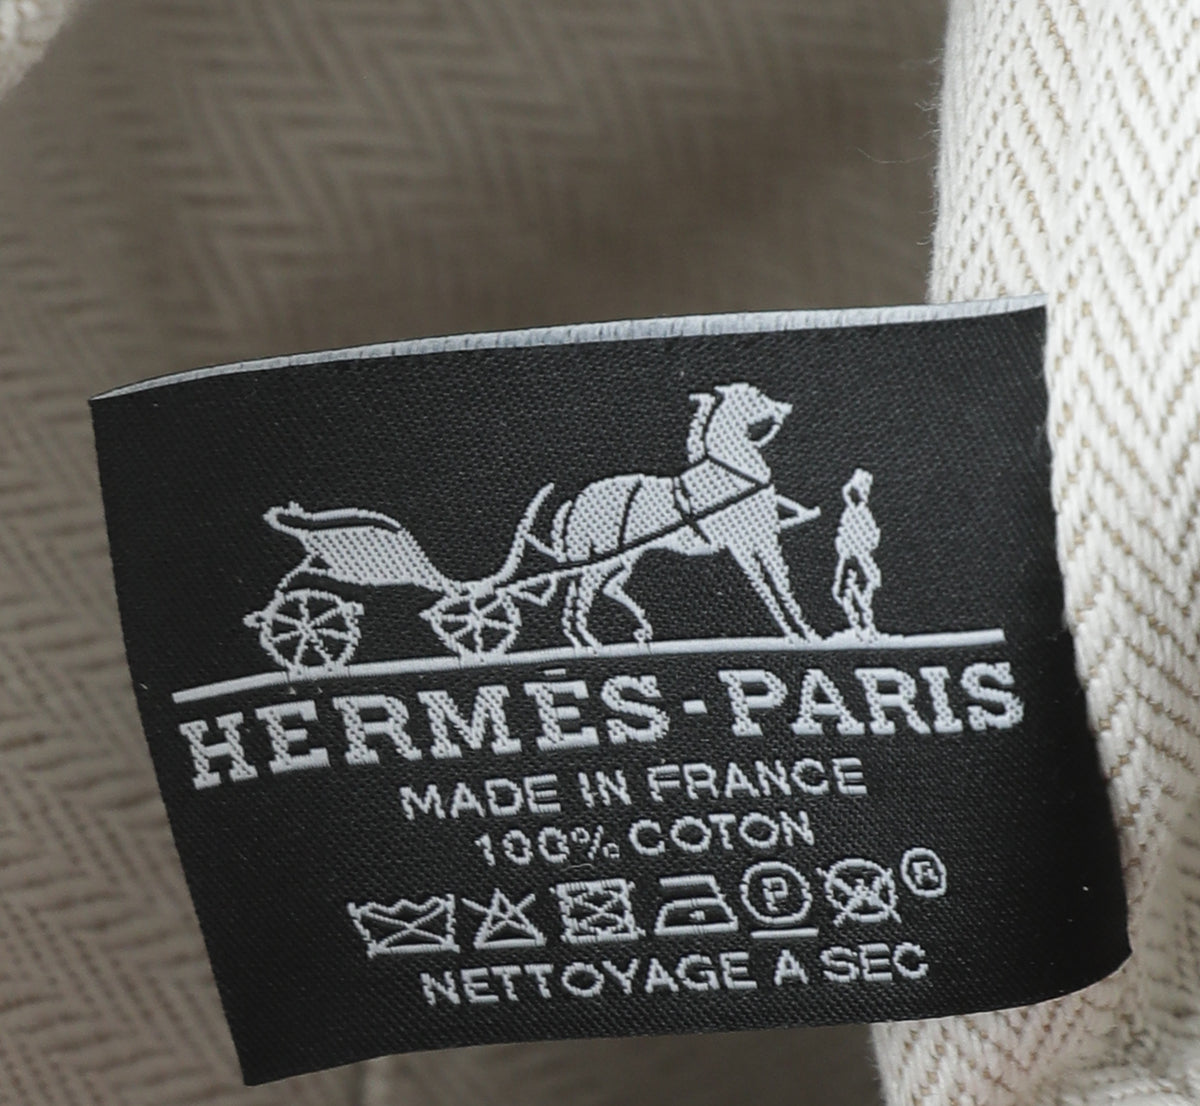 HERMÈS-PARIS
MADE IN FRANCE
100% COTON
P W ®
NETTOYAGE A SEC